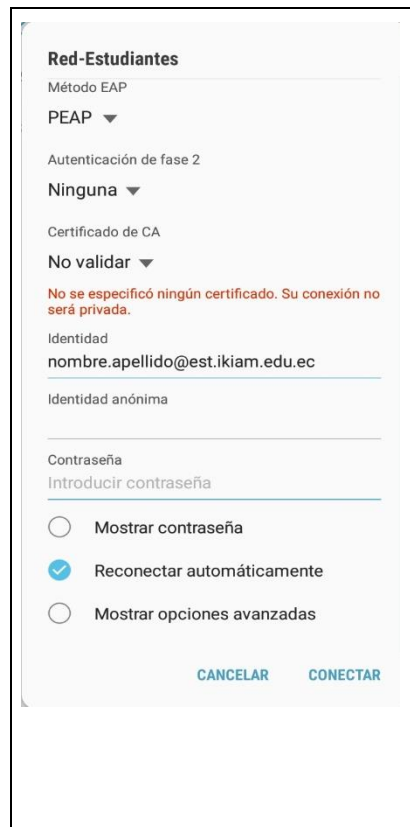 Red-Estudiantes
Método EAP
PEAP
Autenticación de fase 2
Ninguna
Certificado de CA
No validar
No se especificó ningún certificado. Su conexión no
será privada.
Identidad
nombre.apellido@est.ikiam.edu.ec
Identidad anónima
Contraseña
Introducir contraseña
Mostrar contraseña
Reconectar automáticamente
Mostrar opciones avanzadas
CANCELAR CONECTAR